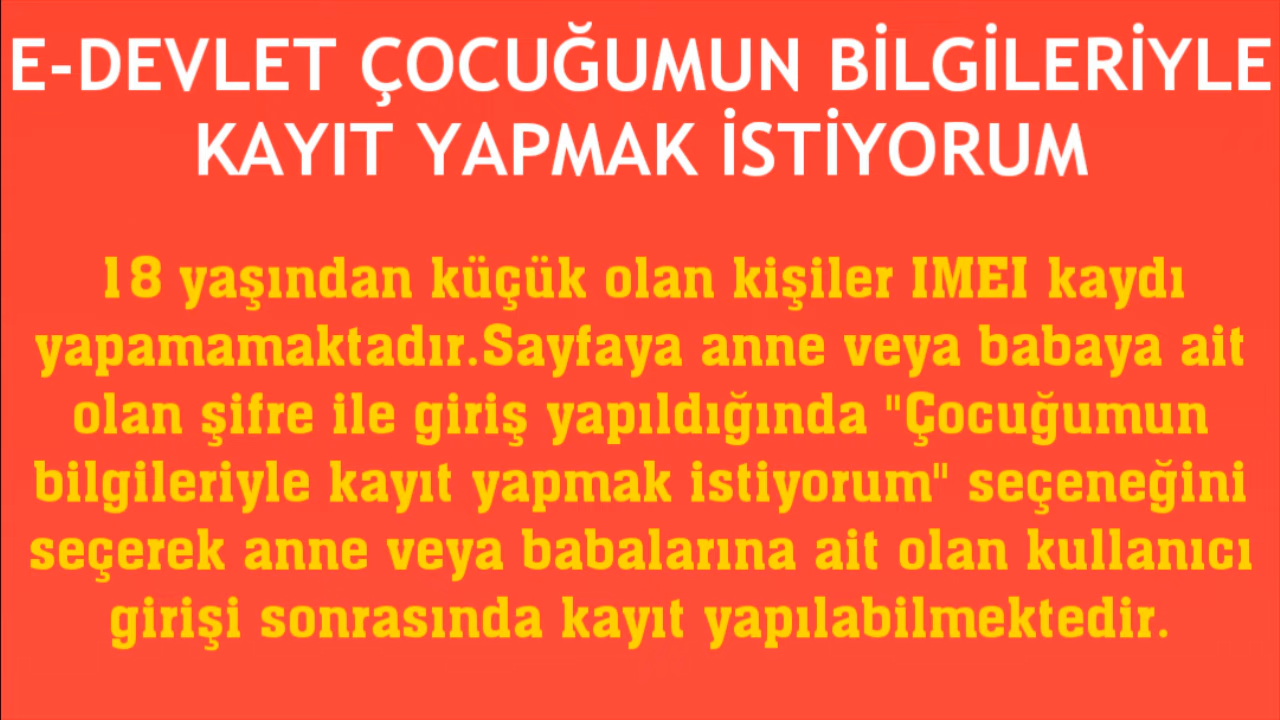 E-DEVLET ÇOCUĞUMUN BİLGİLERİYLE
KAYIT YAPMAK İSTİYORUM
18 yaşından küçük olan kişiler IMEI kaydı
yapamamaktadır.Sayfaya anne veya babaya ait
olan şifre ile giriş yapıldığında "Çocuğumun
bilgileriyle kayıt yapmak istiyorum" seçeneğini
seçerek anne veya babalarına ait olan kullanıcı
girişi sonrasında kayıt yapılabilmektedir.